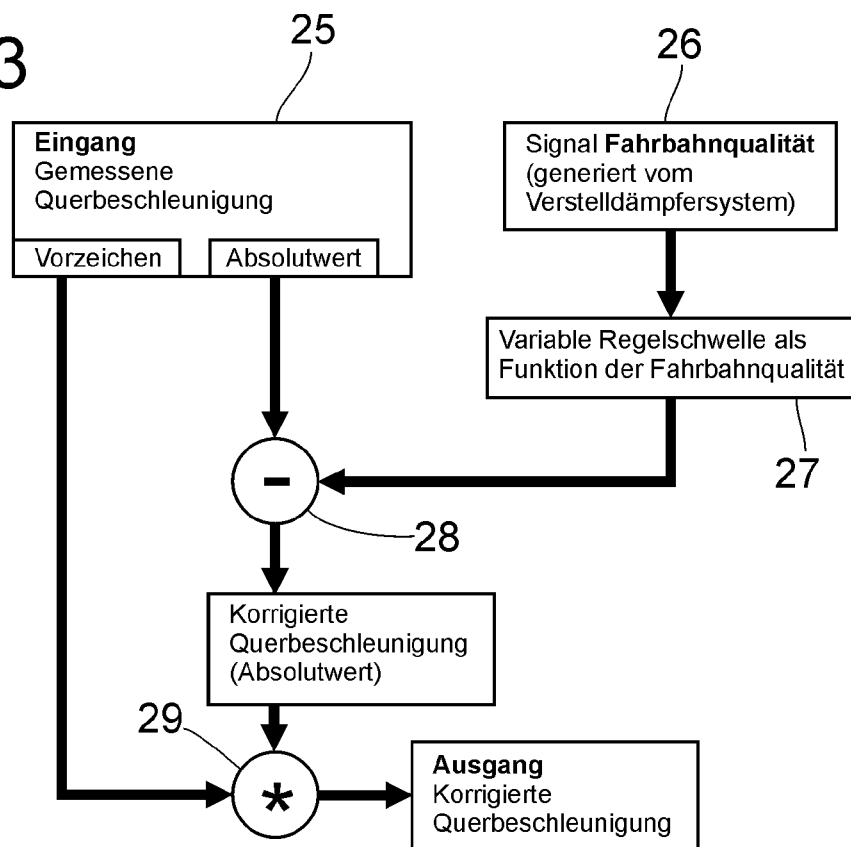 3
25
26
Eingang
Gemessene
Querbeschleunigung
Vorzeichen
Absolutwert
Signal Fahrbahnqualität
(generiert vom
Verstelldämpfersystem)
Variable Regelschwelle als
Funktion der Fahrbahnqualität
27
-
28
Korrigierte
Querbeschleunigung
(Absolutwert)
29
*
Ausgang
Korrigierte
Querbeschleunigung